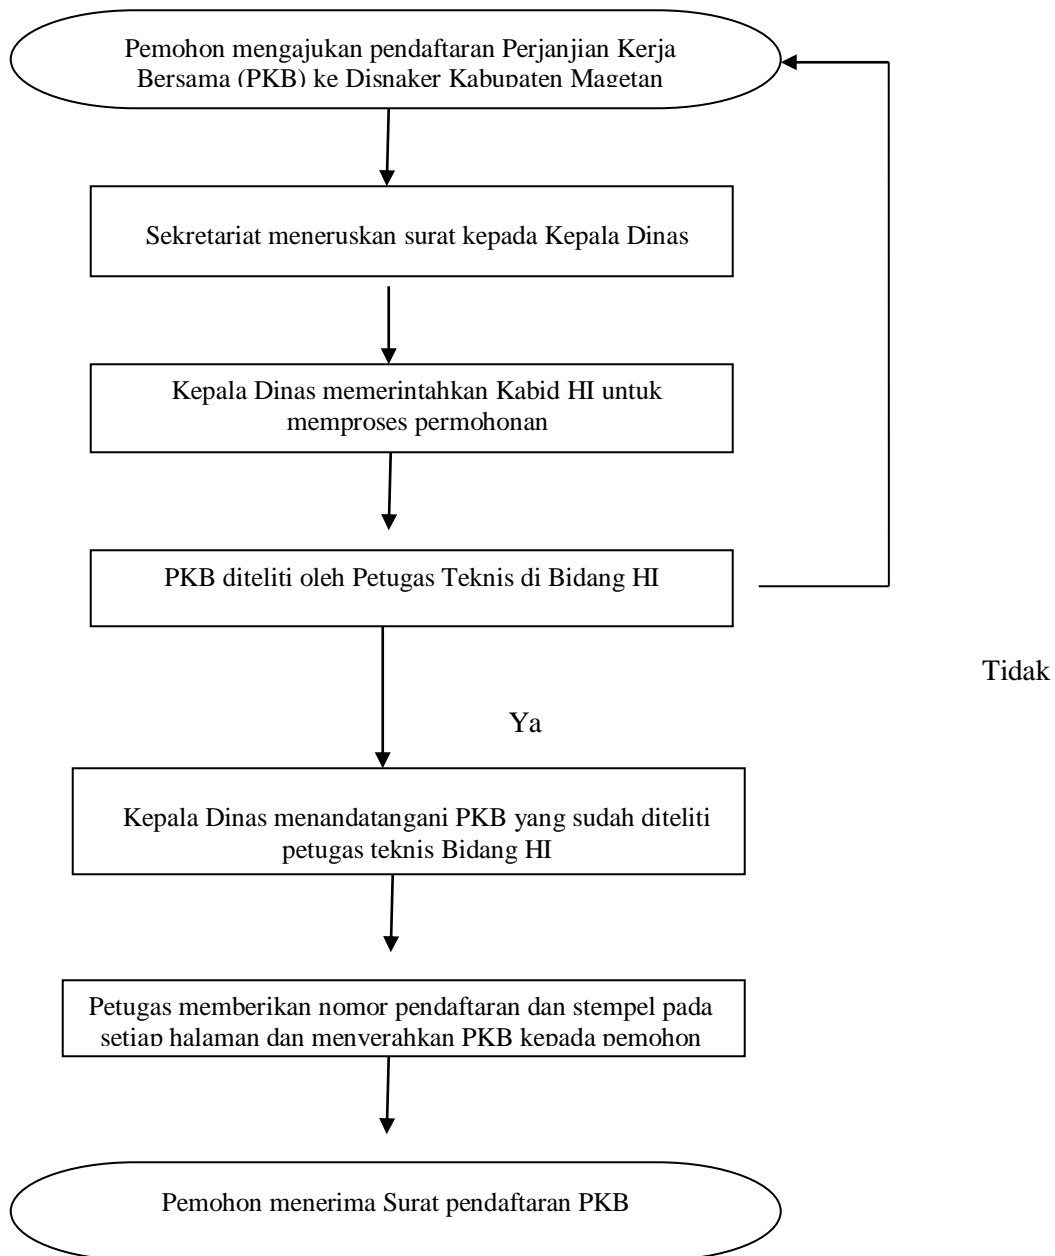 Pemohon mengajukan pendaftaran Perjanjian Kerja
Bersama (PKB) ke Disnaker Kabupaten Magetan
Sekretariat meneruskan surat kepada Kepala Dinas
Kepala Dinas memerintahkan Kabid HI untuk
memproses permohonan
PKB diteliti oleh Petugas Teknis di Bidang HI
Tidak
Ya
Kepala Dinas menandatangani PKB yang sudah diteliti
petugas teknis Bidang HI
Petugas memberikan nomor pendaftaran dan stempel pada
setiap halaman dan menyerahkan PKB kepada pemohon
Pemohon menerima Surat pendaftaran PKB